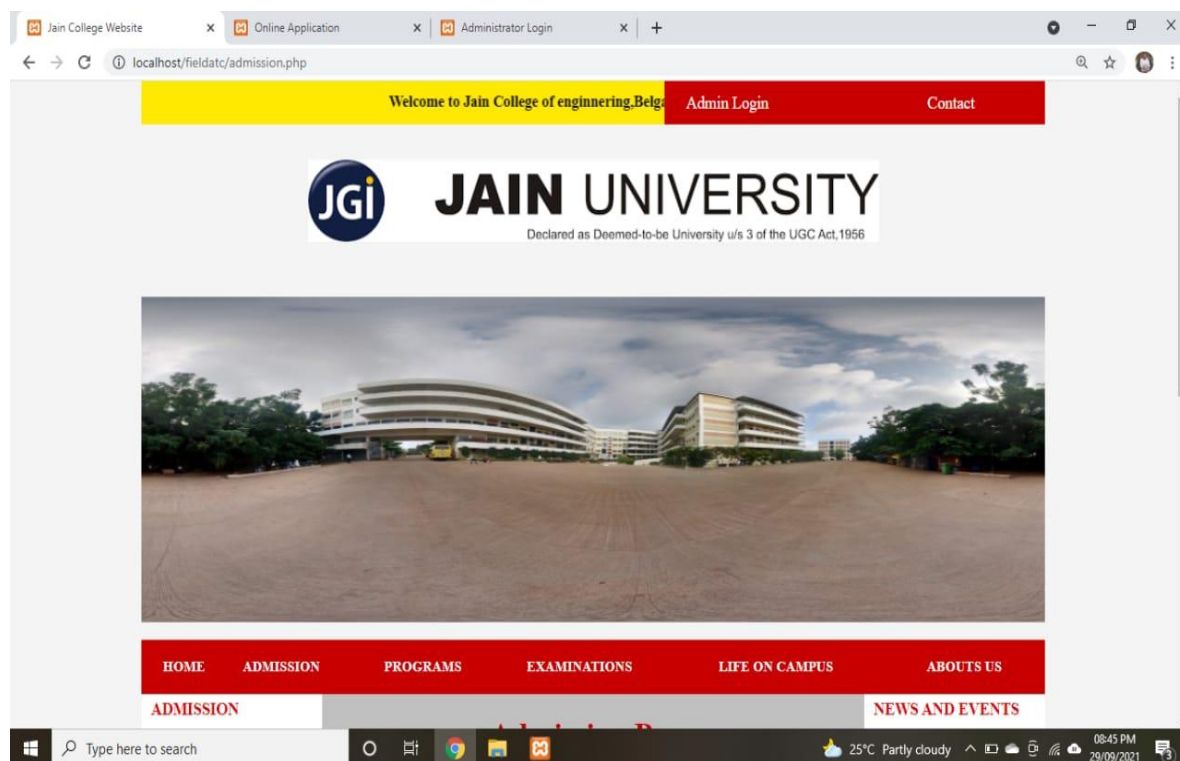 Jain College Website
Online Application
Administrator Login
localhost/fieldatc/admission.php
Welcome to Jain College of enginnering,Belga
Admin Login
Contact
JGi
JAIN UNIVERSITY
Declared as Deemed-to-be University u/s 3 of the UGC Act,1956
HOME ADMISSION PROGRAMS EXAMINATIONS LIFE ON CAMPUS ABOUTS US
ADMISSION
NEWS AND EVENTS
Type here to search
25°C Partly cloudy
08:45 PM
29/09/2021
3